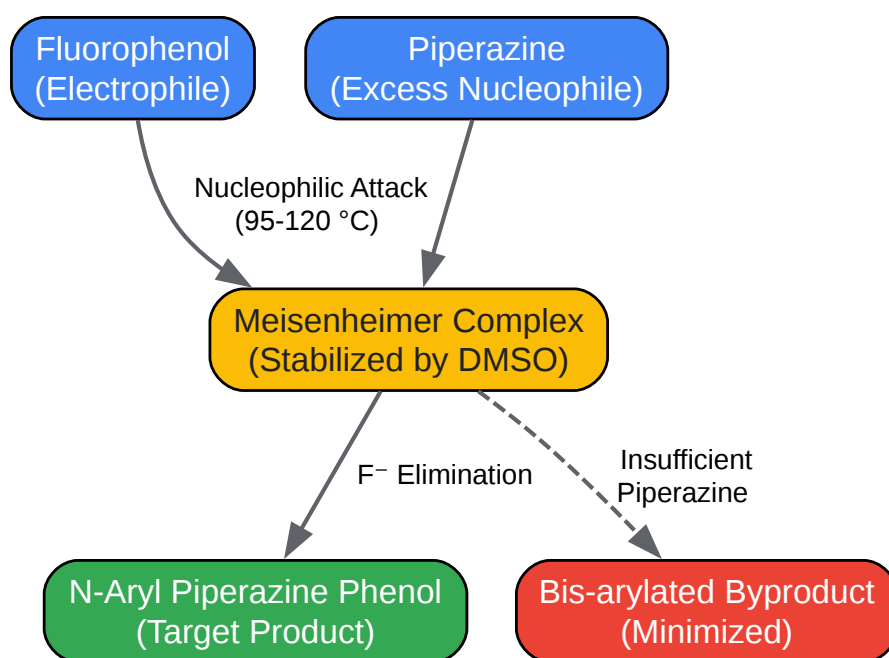 Fluorophenol
(Electrophile)
Piperazine
(Excess Nucleophile)
Nucleophilic Attack
(95-120 °C)
Meisenheimer Complex
(Stabilized by DMSO)
F⁻ Elimination
Insufficient
Piperazine
N-Aryl Piperazine Phenol
(Target Product)
Bis-arylated Byproduct
(Minimized)